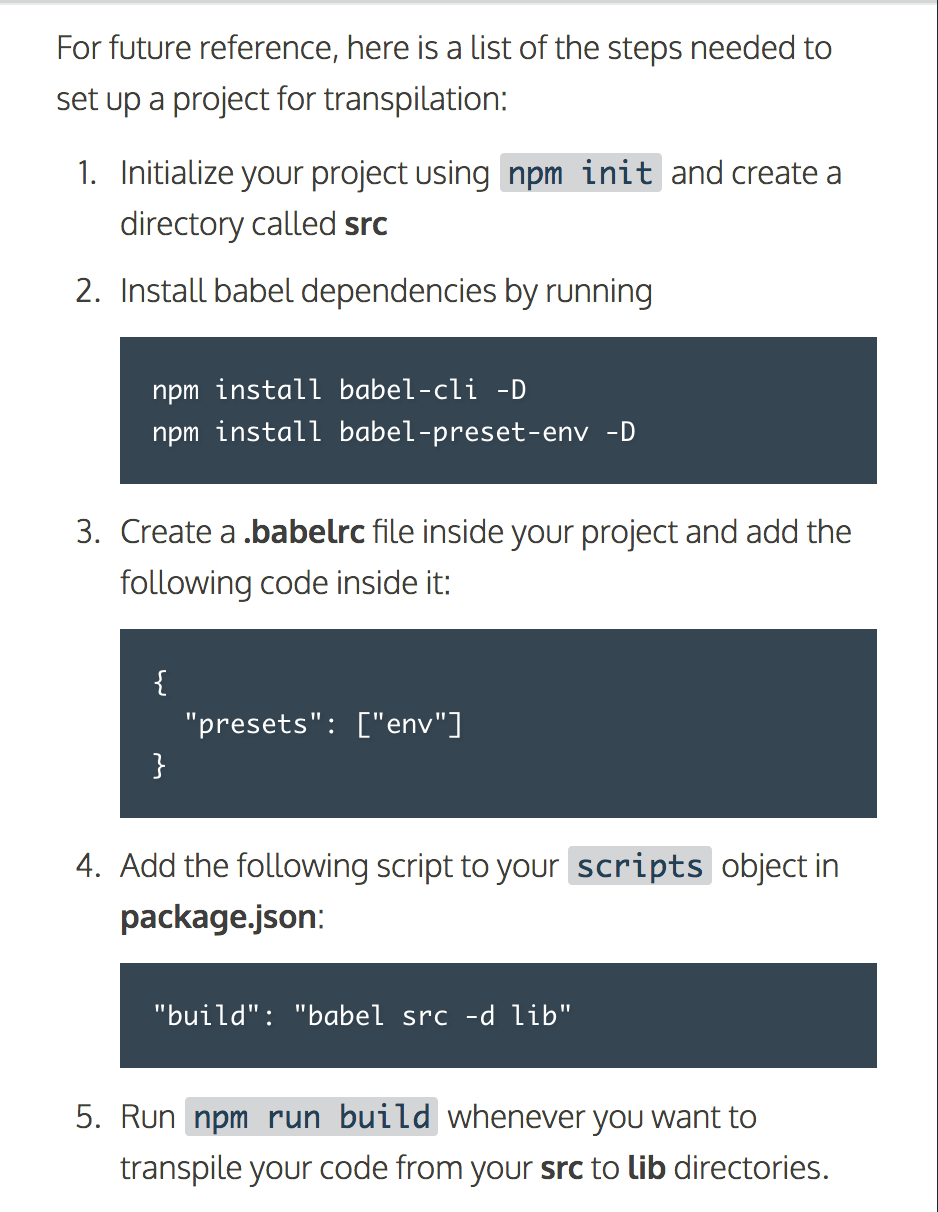 For future reference, here is a list of the steps needed to
set up a project for transpilation:
1. Initialize your project using npm init and create a
directory called src
2. Install babel dependencies by running
npm install babel-cli -D
npm install babel-preset-env -D
3. Create a .babelrc file inside your project and add the
following code inside it:
{
  "presets": ["env"]
}
4. Add the following script to your scripts object in
package.json:
"build": "babel src -d lib"
5. Run npm run build whenever you want to
transpile your code from your src to lib directories.